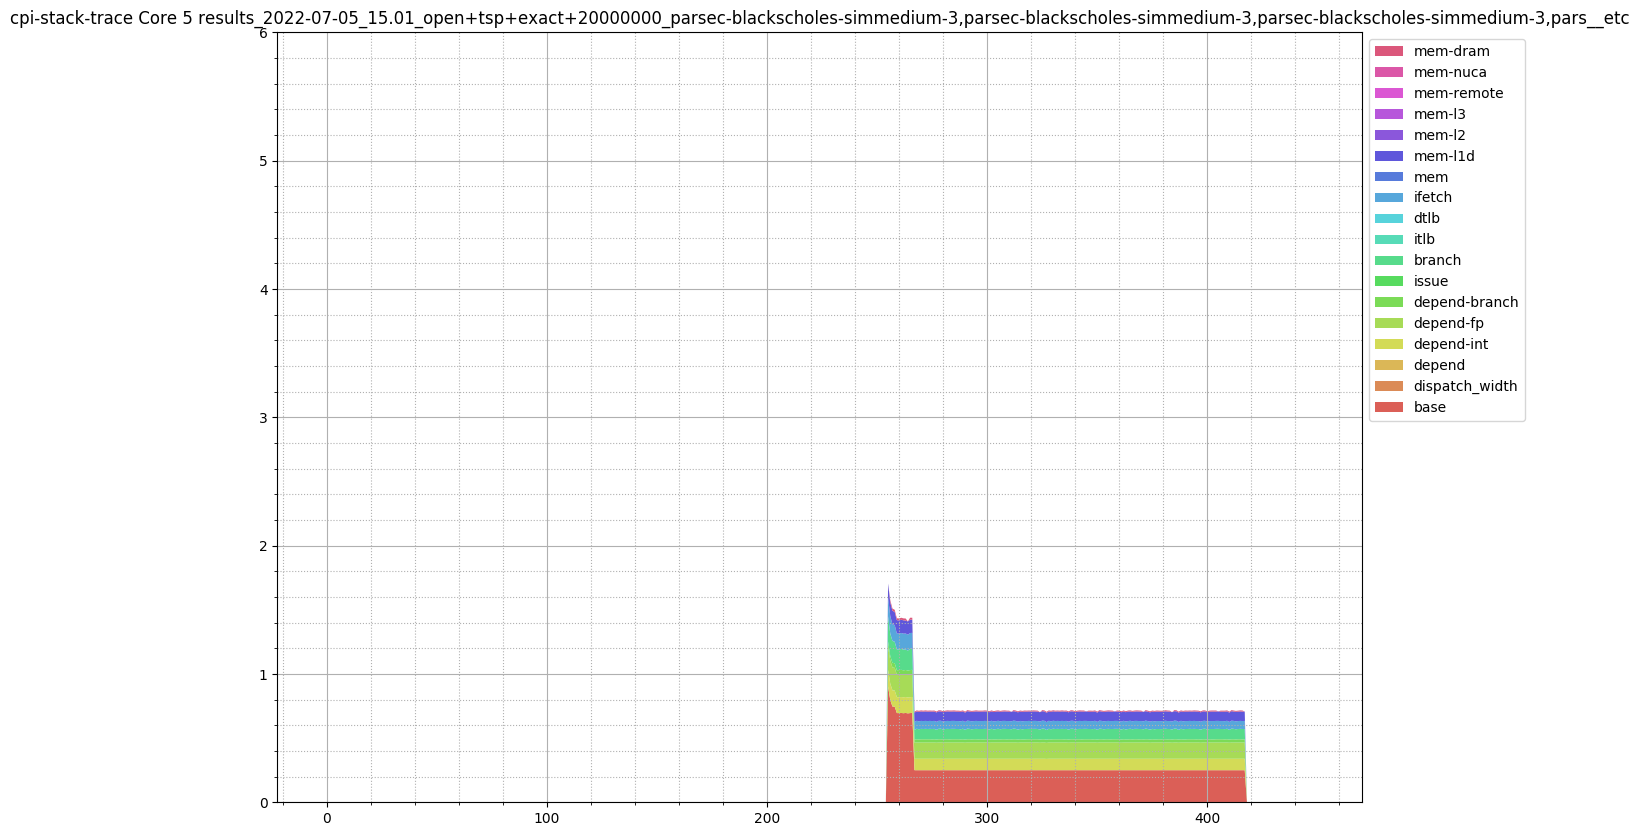 cpi-stack-trace Core 5 results_2022-07-05_15.01_open+tsp+exact+20000000_parsec-blackscholes-simmedium-3,parsec-blackscholes-simmedium-3,parsec-blackscholes-simmedium-3,pars__etc
6
5
4
3
2
1
0
0 100 200 300 400
mem-dram
mem-nuca
mem-remote
mem-l3
mem-l2
mem-l1d
mem
ifetch
dtlb
itlb
branch
issue
depend-branch
depend-fp
depend-int
depend
dispatch_width
base